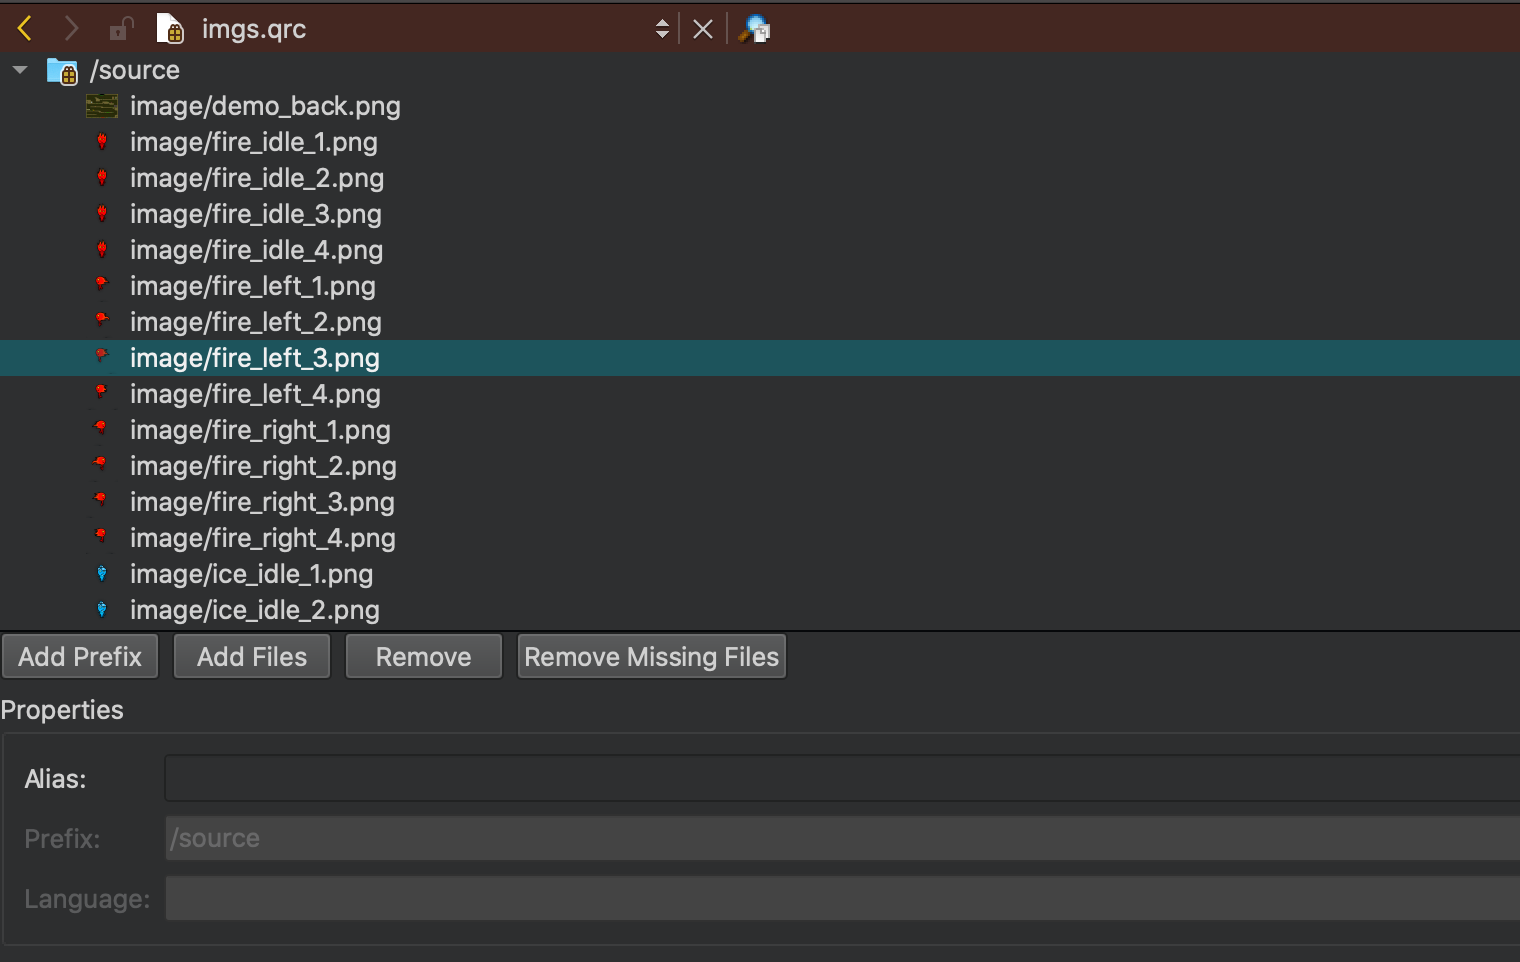 imgs.qrc
/source
image/demo_back.png
image/fire_idle_1.png
image/fire_idle_2.png
image/fire_idle_3.png
image/fire_idle_4.png
image/fire_left_1.png
image/fire_left_2.png
image/fire_left_3.png
image/fire_left_4.png
image/fire_right_1.png
image/fire_right_2.png
image/fire_right_3.png
image/fire_right_4.png
image/ice_idle_1.png
image/ice_idle_2.png
Add Prefix Add Files Remove Remove Missing Files
Properties
Alias:
Prefix: /source
Language: